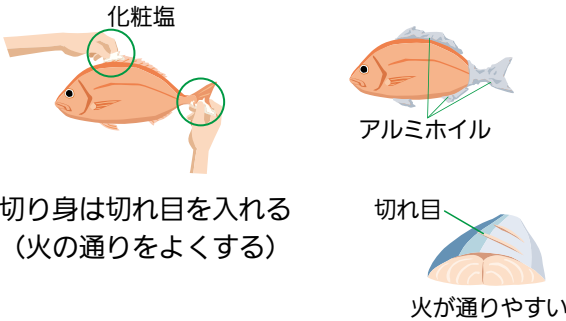 化粧塩
アルミホイル
切り身は切れ目を入れる
（火の通りをよくする）
切れ目
火が通りやすい